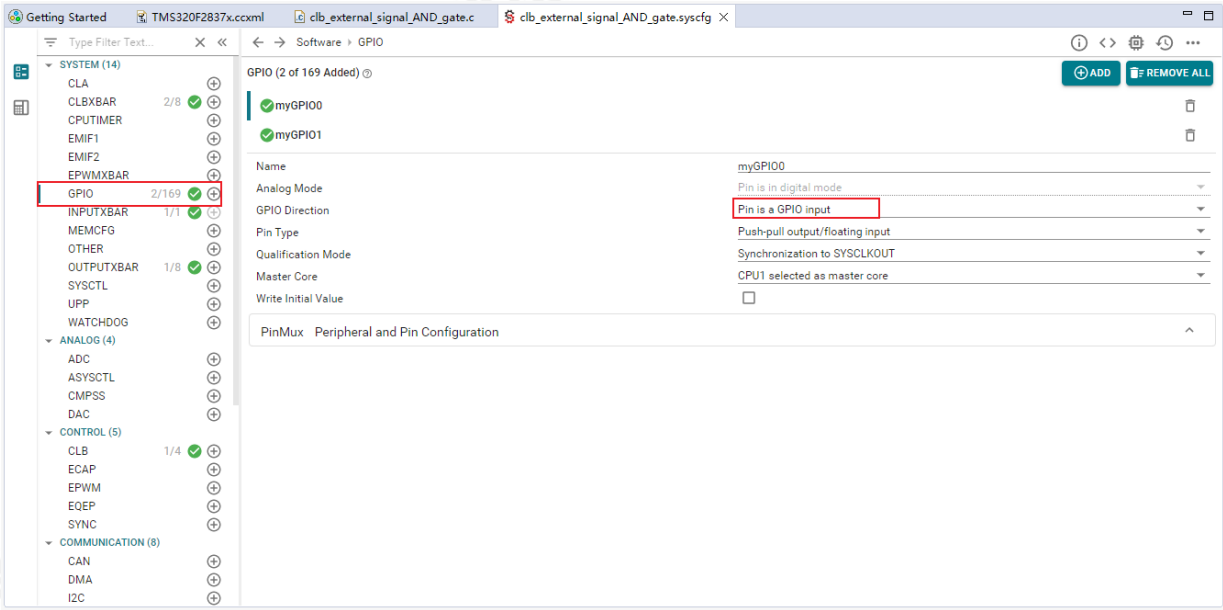 Getting Started TMS320F2837x.ccxml clb_external_signal_AND_gate.c clb_external_signal_AND_gate.syscfg
Type Filter Text...
Software GPIO
SYSTEM (14)
CLA
CLBXBAR 2/8
CPUTIMER
EMIF1
EMIF2
EPWMXBAR
GPIO 2/169
INPUTXBAR 1/1
MEMCFG
OTHER
OUTPUTXBAR 1/8
SYSCTL
UPP
WATCHDOG
ANALOG (4)
ADC
ASYSCTL
CMPSS
DAC
CONTROL (5)
CLB 1/4
ECAP
EPWM
EQEP
SYNC
COMMUNICATION (8)
CAN
DMA
I2C
GPIO (2 of 169 Added)
ADD REMOVE ALL
myGPIO0
myGPIO1
Name myGPIO0
Analog Mode Pin is in digital mode
GPIO Direction Pin is a GPIO input
Pin Type Push-pull output/floating input
Qualification Mode Synchronization to SYSCLKOUT
Master Core CPU1 selected as master core
Write Initial Value
PinMux Peripheral and Pin Configuration